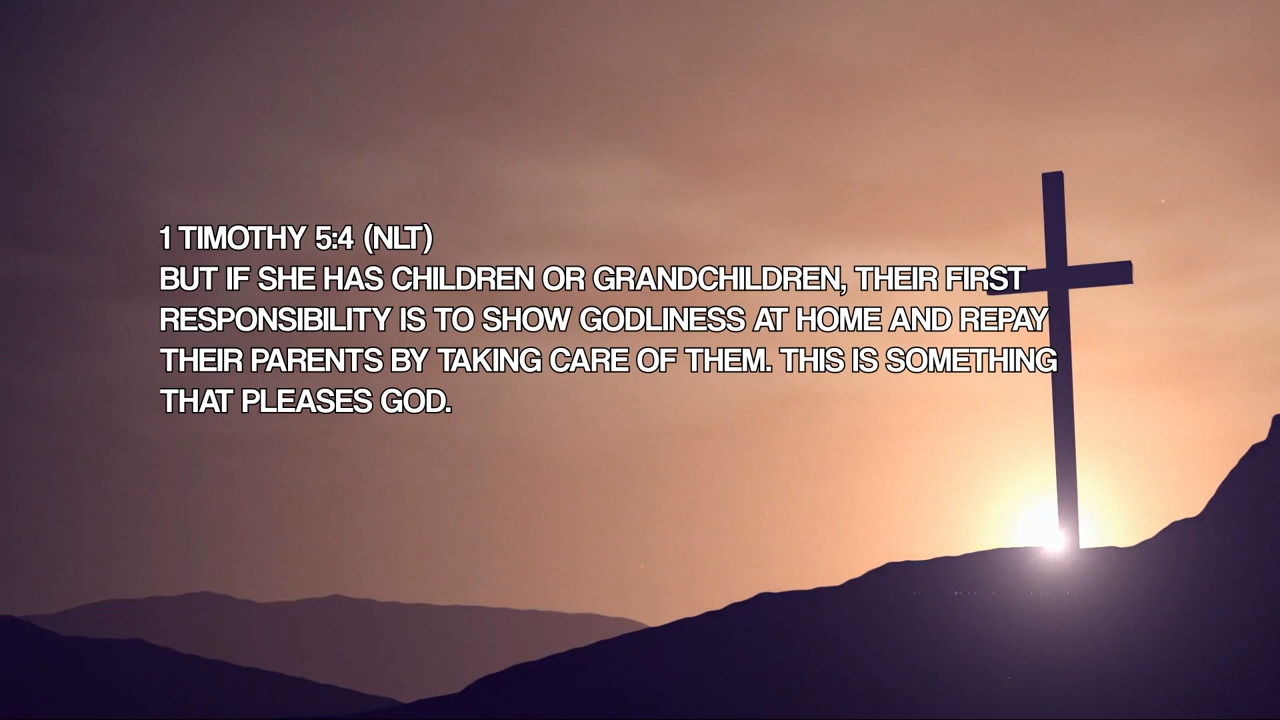 1 TIMOTHY 5:4 (NLT)
BUT IF SHE HAS CHILDREN OR GRANDCHILDREN, THEIR FIRST
RESPONSIBILITY IS TO SHOW GODLINESS AT HOME AND REPAY
THEIR PARENTS BY TAKING CARE OF THEM. THIS IS SOMETHING
THAT PLEASES GOD.